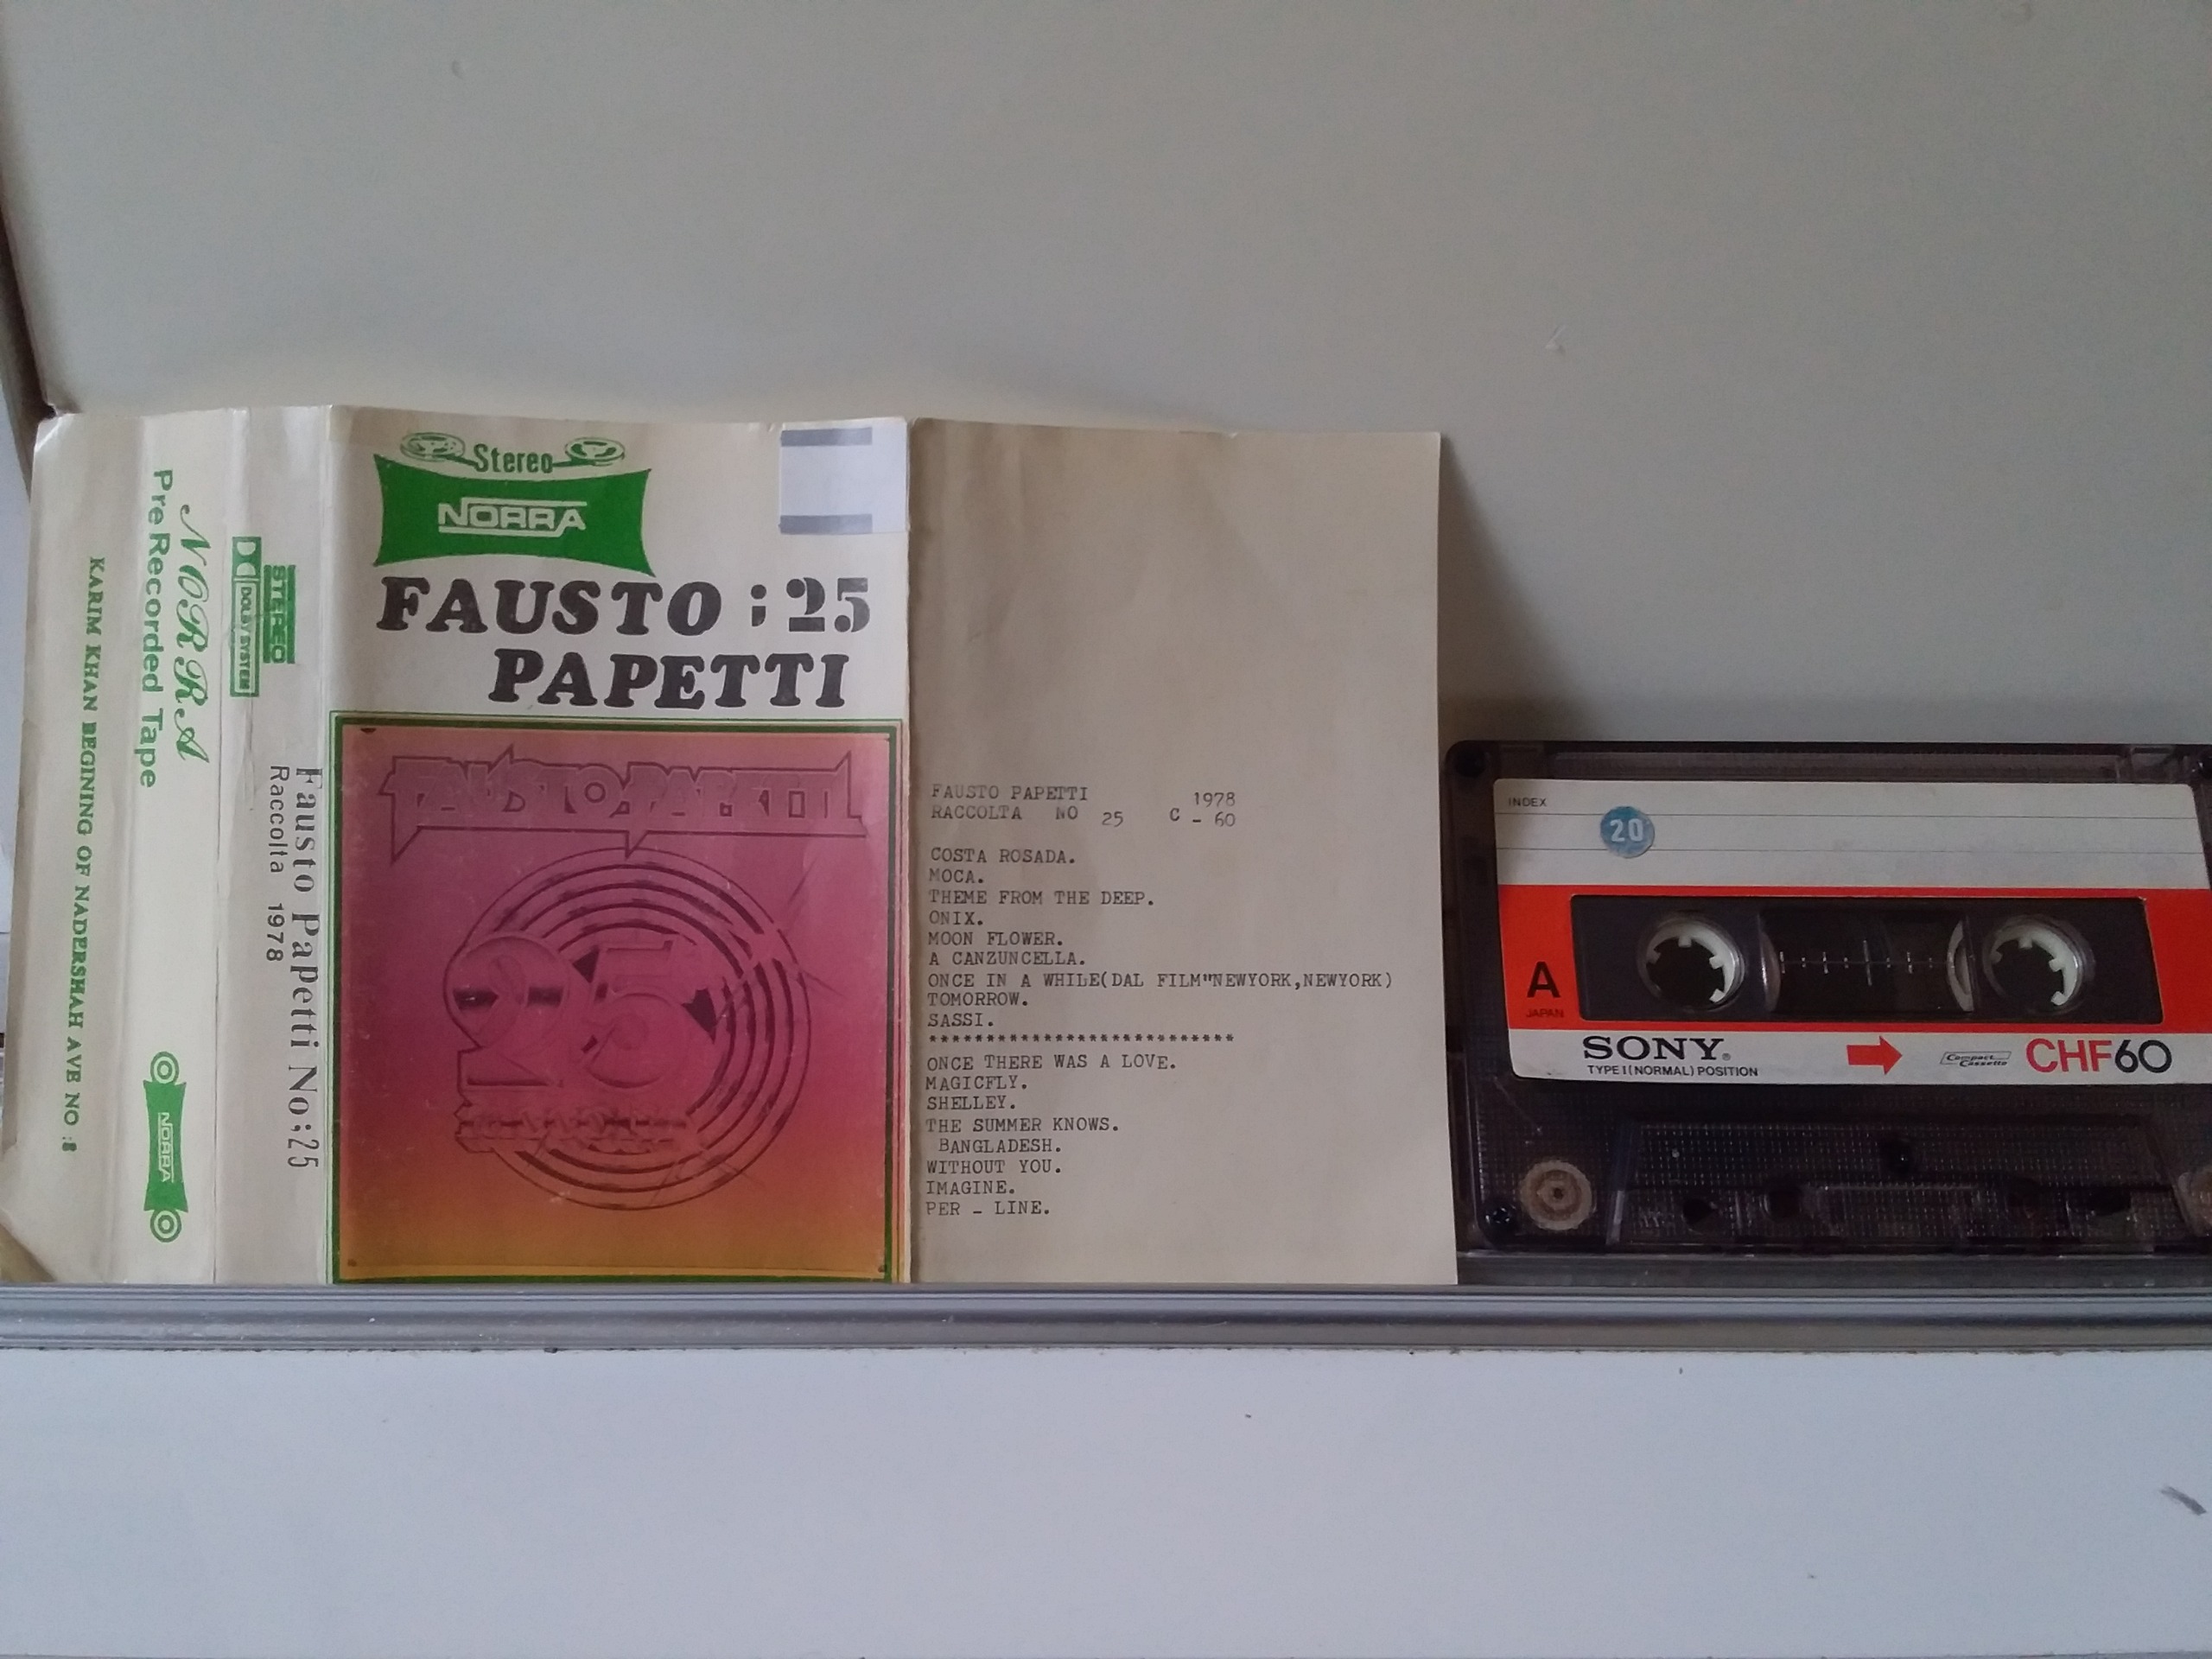 KARIM KHAN BEGINING OF NADERSHAH AVE NO :8
NORRA
Pre Recorded Tape
NORRA
STEREO
DOLBY SYSTEM
Fausto Papetti No;25
Raccolta 1978
Stereo
NORRA
FAUSTO ;25
PAPETTI
FAUSTO PAPETTI
25
FAUSTO PAPETTI 1978
RACCOLTA NO 25 C - 60
COSTA ROSADA.
MOCA.
THEME FROM THE DEEP.
ONIX.
MOON FLOWER.
A CANZUNCELLA.
ONCE IN A WHILE(DAL FILM"NEWYORK,NEWYORK)
TOMORROW.
SASSI.
****************************
ONCE THERE WAS A LOVE.
MAGICFLY.
SHELLEY.
THE SUMMER KNOWS.
BANGLADESH.
WITHOUT YOU.
IMAGINE.
PER - LINE.
INDEX
20
A
JAPAN
SONY®
TYPE I(NORMAL) POSITION
Compact Cassette
CHF60